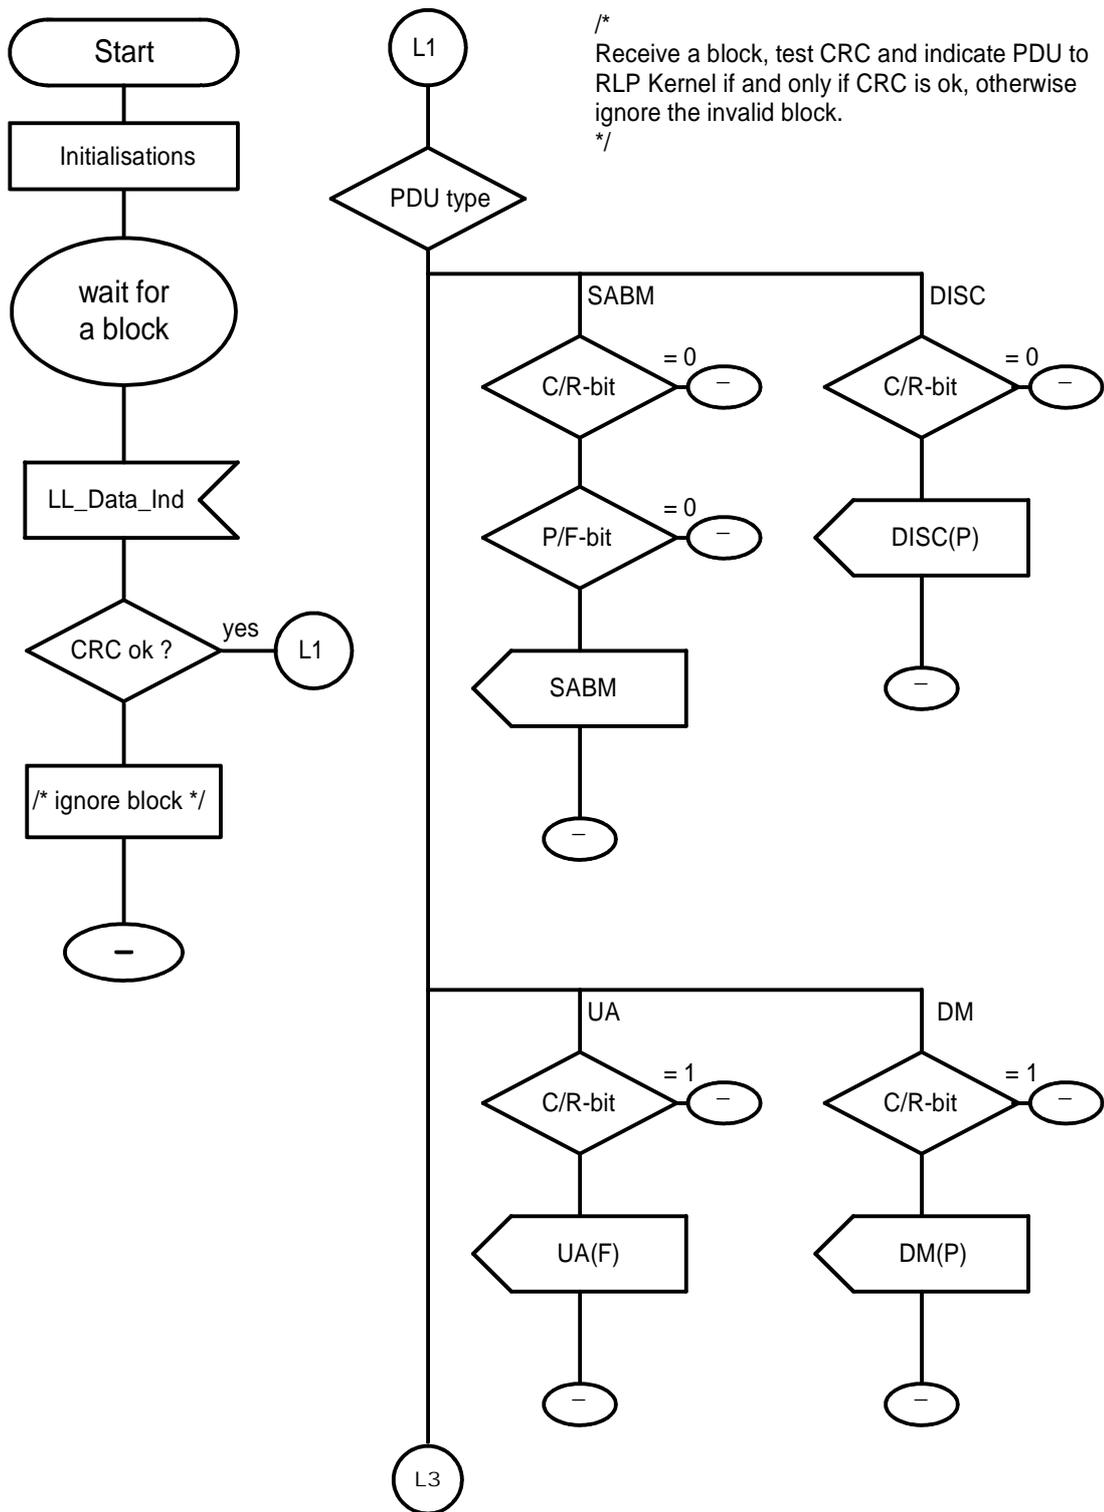 Start
Initialisations
wait for
a block
LL_Data_Ind
CRC ok ?
yes
L1
/* ignore block */
–
L1
/*
Receive a block, test CRC and indicate PDU to
RLP Kernel if and only if CRC is ok, otherwise
ignore the invalid block.
*/
PDU type
SABM
C/R-bit
= 0
–
P/F-bit
= 0
–
SABM
–
DISC
C/R-bit
= 0
–
DISC(P)
–
UA
C/R-bit
= 1
–
UA(F)
–
DM
C/R-bit
= 1
–
DM(P)
–
L3